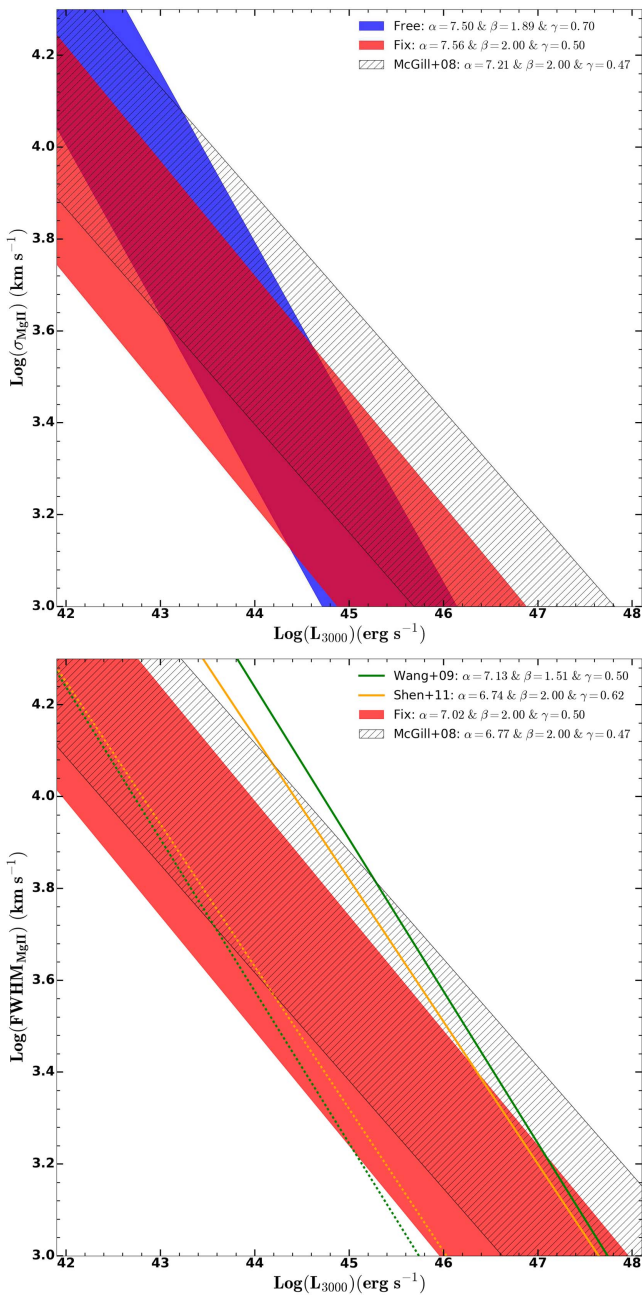 4.2
4.0
3.8
3.6
3.4
3.2
3.0
Log(σ_MgII) (km s⁻¹)
Free: α=7.50 & β=1.89 & γ=0.70
Fix: α=7.56 & β=2.00 & γ=0.50
McGill+08: α=7.21 & β=2.00 & γ=0.47
42 43 44 45 46 47 48
Log(L₃₀₀₀)(erg s⁻¹)
4.2
4.0
3.8
3.6
3.4
3.2
3.0
Log(FWHM_MgII) (km s⁻¹)
Wang+09: α=7.13 & β=1.51 & γ=0.50
Shen+11: α=6.74 & β=2.00 & γ=0.62
Fix: α=7.02 & β=2.00 & γ=0.50
McGill+08: α=6.77 & β=2.00 & γ=0.47
42 43 44 45 46 47 48
Log(L₃₀₀₀)(erg s⁻¹)